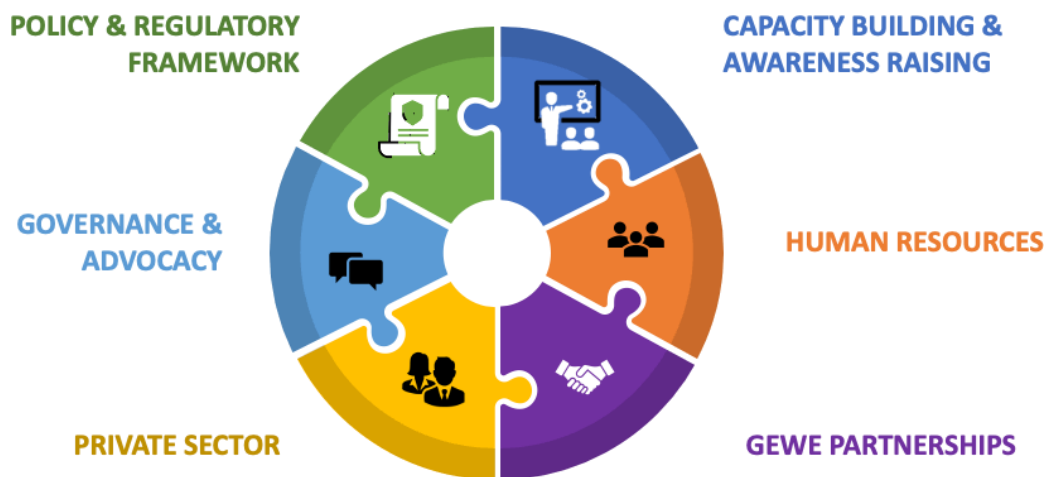 POLICY & REGULATORY
FRAMEWORK
CAPACITY BUILDING &
AWARENESS RAISING
GOVERNANCE &
ADVOCACY
HUMAN RESOURCES
PRIVATE SECTOR
GEWE PARTNERSHIPS